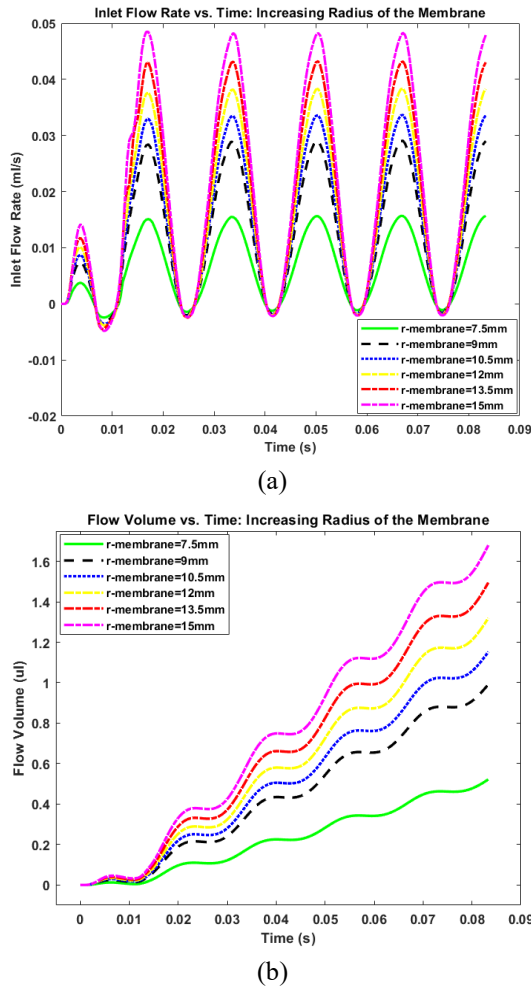 Inlet Flow Rate vs. Time: Increasing Radius of the Membrane
0.05
0.04
0.03
0.02
0.01
0
-0.01
-0.02
Inlet Flow Rate (ml/s)
r-membrane=7.5mm
r-membrane=9mm
r-membrane=10.5mm
r-membrane=12mm
r-membrane=13.5mm
r-membrane=15mm
0 0.01 0.02 0.03 0.04 0.05 0.06 0.07 0.08 0.09
Time (s)
(a)
Flow Volume vs. Time: Increasing Radius of the Membrane
r-membrane=7.5mm
r-membrane=9mm
r-membrane=10.5mm
r-membrane=12mm
r-membrane=13.5mm
r-membrane=15mm
1.6
1.4
1.2
1
0.8
0.6
0.4
0.2
0
Flow Volume (ul)
0 0.01 0.02 0.03 0.04 0.05 0.06 0.07 0.08 0.09
Time (s)
(b)